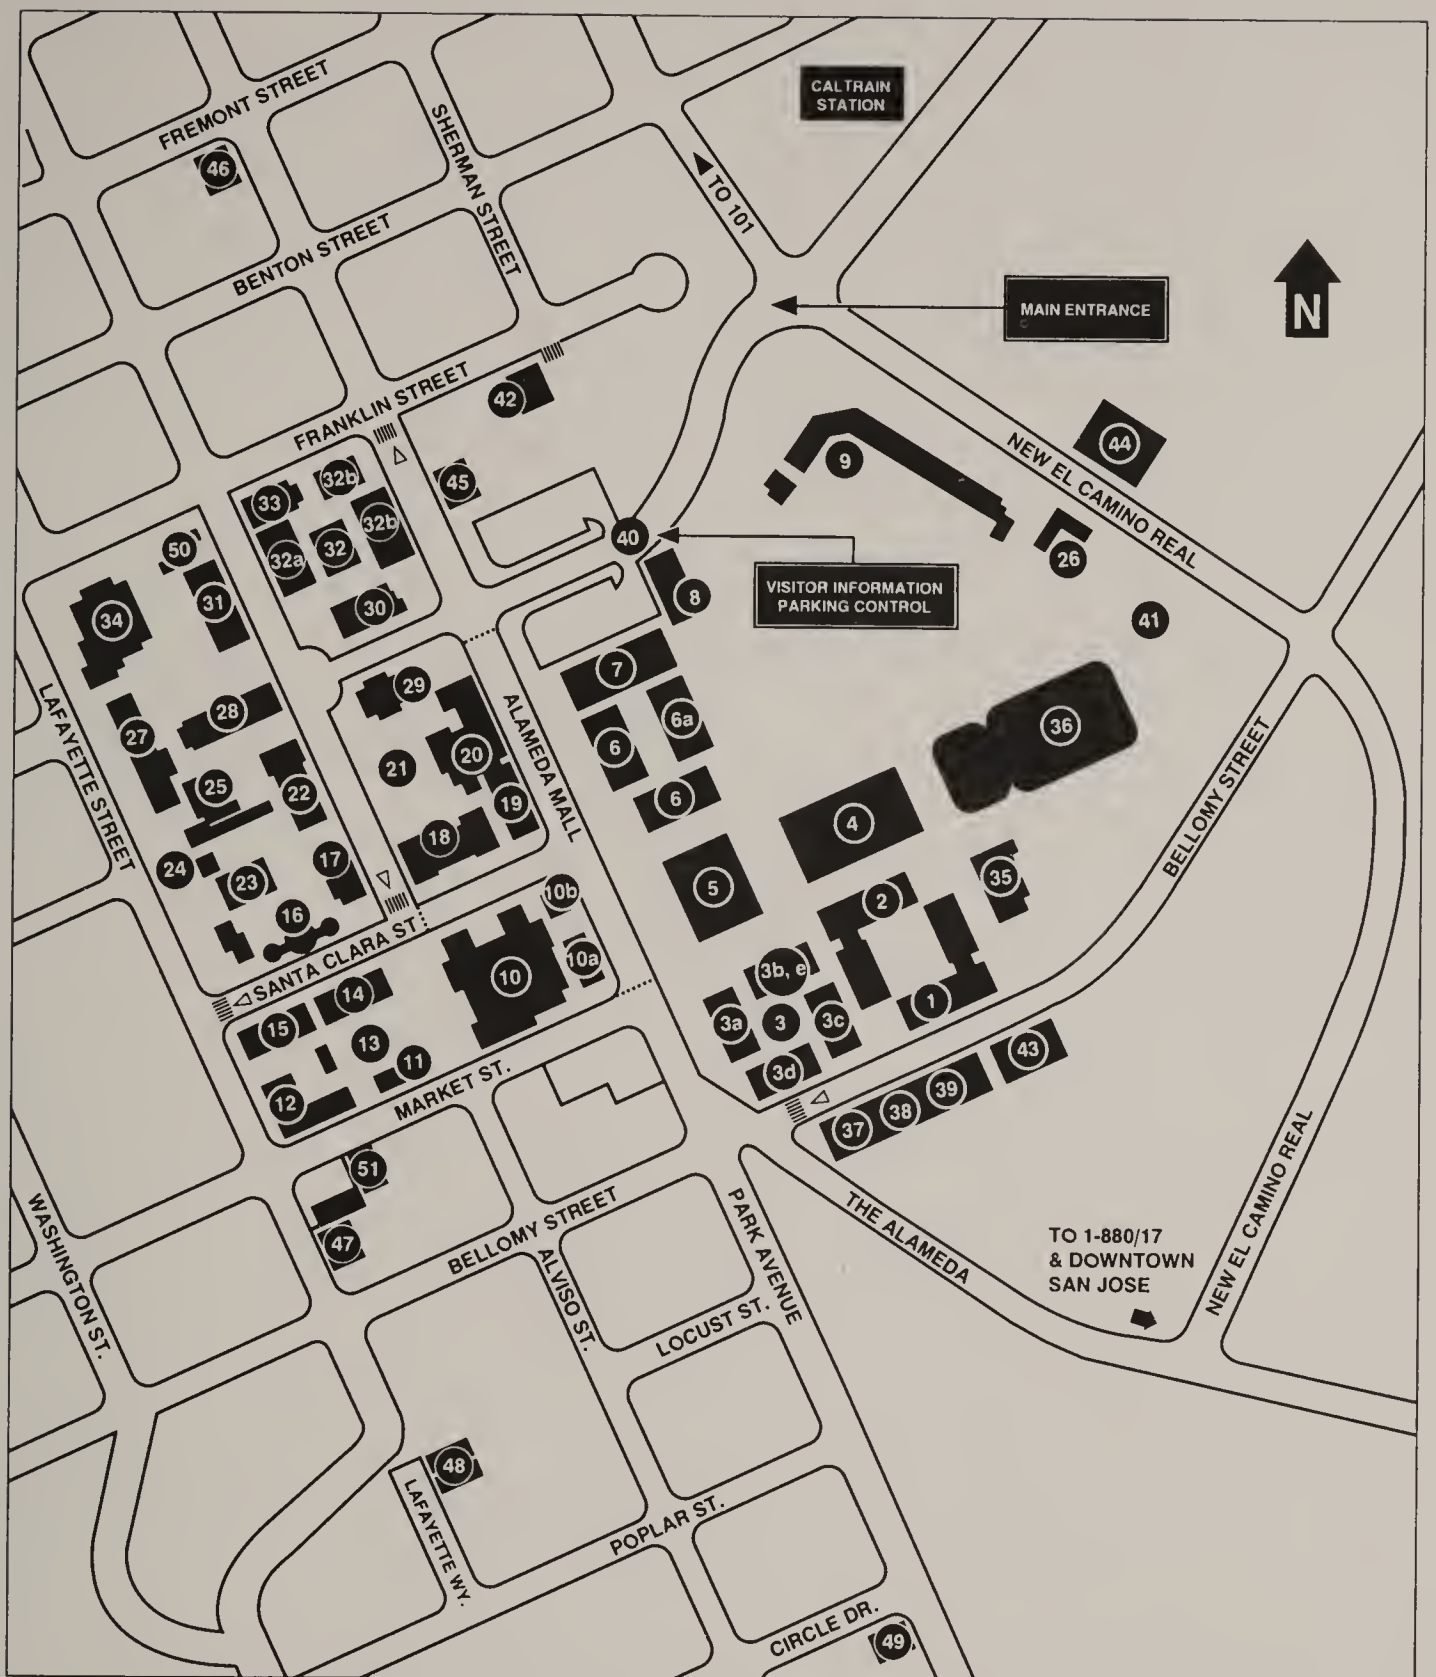 CALTRAIN
STATION
FREMONT STREET
SHERMAN STREET
46
TO 101
BENTON STREET
N
MAIN ENTRANCE
FRANKLIN STREET
42
NEW EL CAMINO REAL
44
9
32b
45
33
32b
40
32
32a
50
26
VISITOR INFORMATION
PARKING CONTROL
8
31
30
34
41
7
29
28
6a
36
27
LAFAYETTE STREET
ALAMEDA MALL
6
20
21
25
22
6
19
4
18
BELLOMY STREET
17
24
23
5
10b
35
2
16
SANTA CLARA ST.
10
10a
3b, e
14
1
15
3a
3
3c
13
43
11
3d
MARKET ST.
39
12
38
37
51
WASHINGTON ST.
47
BELLOMY STREET
ALVISO ST.
PARK AVENUE
THE ALAMEDA
TO 1-880/17
& DOWNTOWN
SAN JOSE
NEW EL CAMINO REAL
LOCUST ST.
48
LAFAYETTE WY.
POPLAR ST.
CIRCLE DR.
49